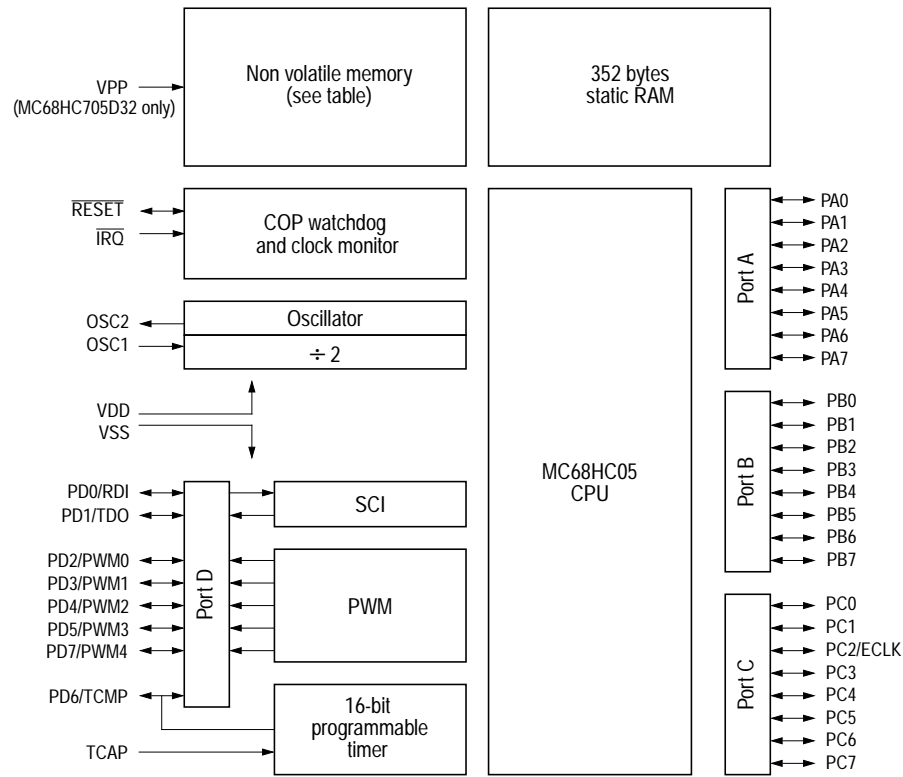 VPP
(MC68HC705D32 only)
Non volatile memory
(see table)
352 bytes
static RAM
RESET
IRQ
COP watchdog
and clock monitor
OSC2
OSC1
Oscillator
÷ 2
VDD
VSS
PD0/RDI
PD1/TDO
PD2/PWM0
PD3/PWM1
PD4/PWM2
PD5/PWM3
PD7/PWM4
PD6/TCMP
TCAP
Port D
SCI
PWM
16-bit
programmable
timer
MC68HC05
CPU
Port A
PA0
PA1
PA2
PA3
PA4
PA5
PA6
PA7
Port B
PB0
PB1
PB2
PB3
PB4
PB5
PB6
PB7
Port C
PC0
PC1
PC2/ECLK
PC3
PC4
PC5
PC6
PC7